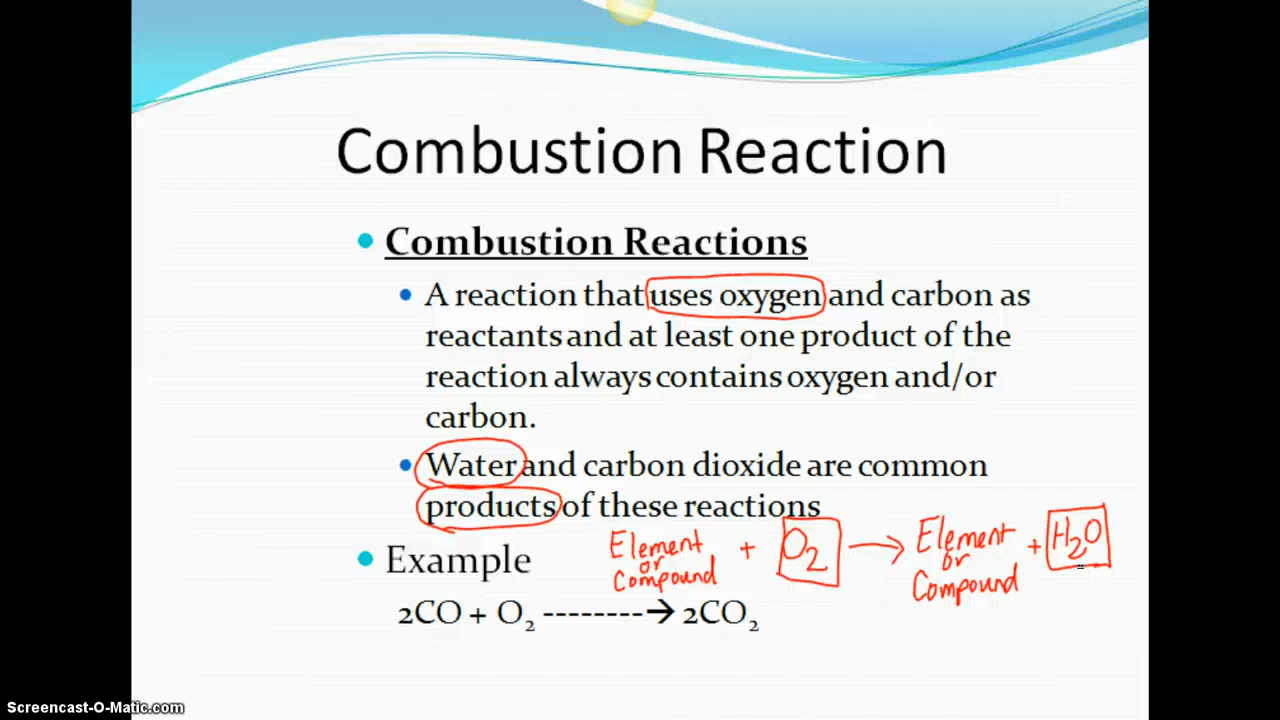 Combustion Reaction
Combustion Reactions
A reaction that uses oxygen and carbon as
reactants and at least one product of the
reaction always contains oxygen and/or
carbon.
Water and carbon dioxide are common
products of these reactions
Element or Compound + O₂ → Element or Compound + H₂O
Example
2CO + O₂ --------→ 2CO₂
Screencast-O-Matic.com